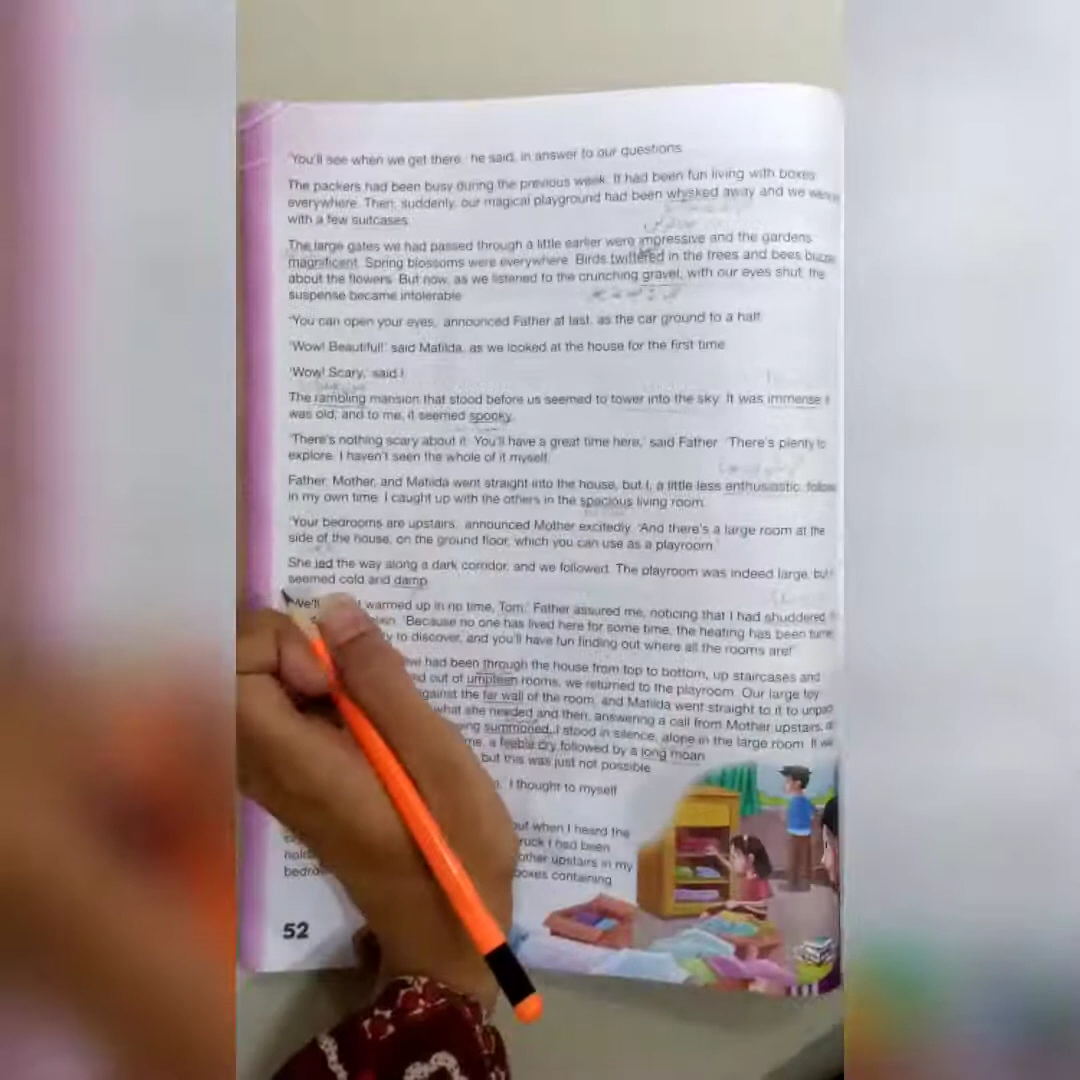 'You'll see when we get there,' he said, in answer to our questions.
The packers had been busy during the previous week. It had been fun living with boxes
everywhere. Then, suddenly, our magical playground had been whisked away and we were
with a few suitcases.
The large gates we had passed through a little earlier were impressive and the gardens
magnificent. Spring blossoms were everywhere. Birds twittered in the trees and bees
about the flowers. But now, as we listened to the crunching gravel, with our eyes shut, the
suspense became intolerable.
'You can open your eyes,' announced Father at last, as the car ground to a halt.
'Wow! Beautiful!' said Matilda, as we looked at the house for the first time.
'Wow! Scary,' said I.
The rambling mansion that stood before us seemed to tower into the sky. It was immense
was old, and to me, it seemed spooky.
'There's nothing scary about it. You'll have a great time here,' said Father. 'There's plenty to
explore. I haven't seen the whole of it myself.
Father, Mother, and Matilda went straight into the house, but I, a little less enthusiastic,
in my own time. I caught up with the others in the spacious living room.
'Your bedrooms are upstairs,' announced Mother excitedly. 'And there's a large room at the
side of the house, on the ground floor, which you can use as a playroom.'
She led the way along a dark corridor, and we followed. The playroom was indeed large, but
seemed cold and damp.
'We'll warmed up in no time, Tom.' Father assured me, noticing that I had shuddered
'Because no one has lived here for some time, the heating has been
to discover, and you'll have fun finding out where all the rooms are!'
had been through the house from top to bottom, up staircases and
out of umpteen rooms, we returned to the playroom. Our large toy
against the far wall of the room, and Matilda went straight to it to unpack
what she needed and then, answering a call from Mother upstairs,
summoned. I stood in silence, alone in the large room. It
a feeble cry followed by a long moan
but this was just not possible.
I thought to myself
but when I heard the
I had been
upstairs in my
boxes containing
52